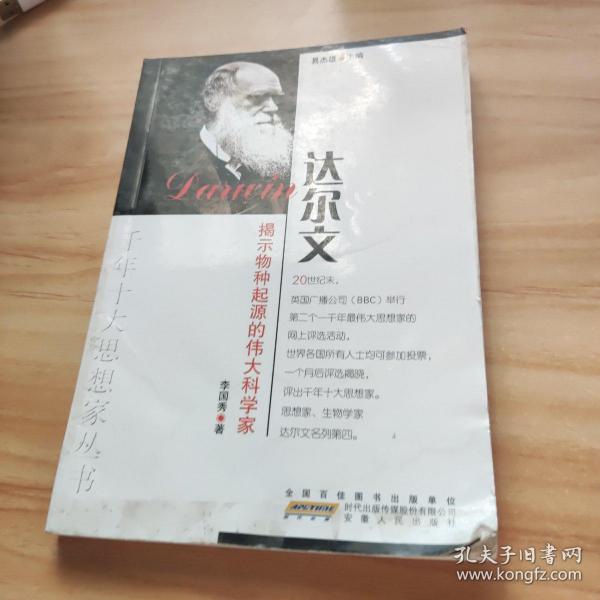 易杰雄 主编
Darwin
达尔文
揭示物种起源的伟大科学家
李国秀 著
千年十大思想家丛书
20世纪末，
英国广播公司（BBC）举行
第二个一千年最伟大思想家的
网上评选活动，
世界各国所有人士均可参加投票，
一个月后评选揭晓，
评出千年十大思想家。
思想家、生物学家
达尔文名列第四。
全国百佳图书出版单位
APGTIME
时代出版
时代出版传媒股份有限公司
安徽人民出版社
孔夫子旧书网
www.kongfz.com